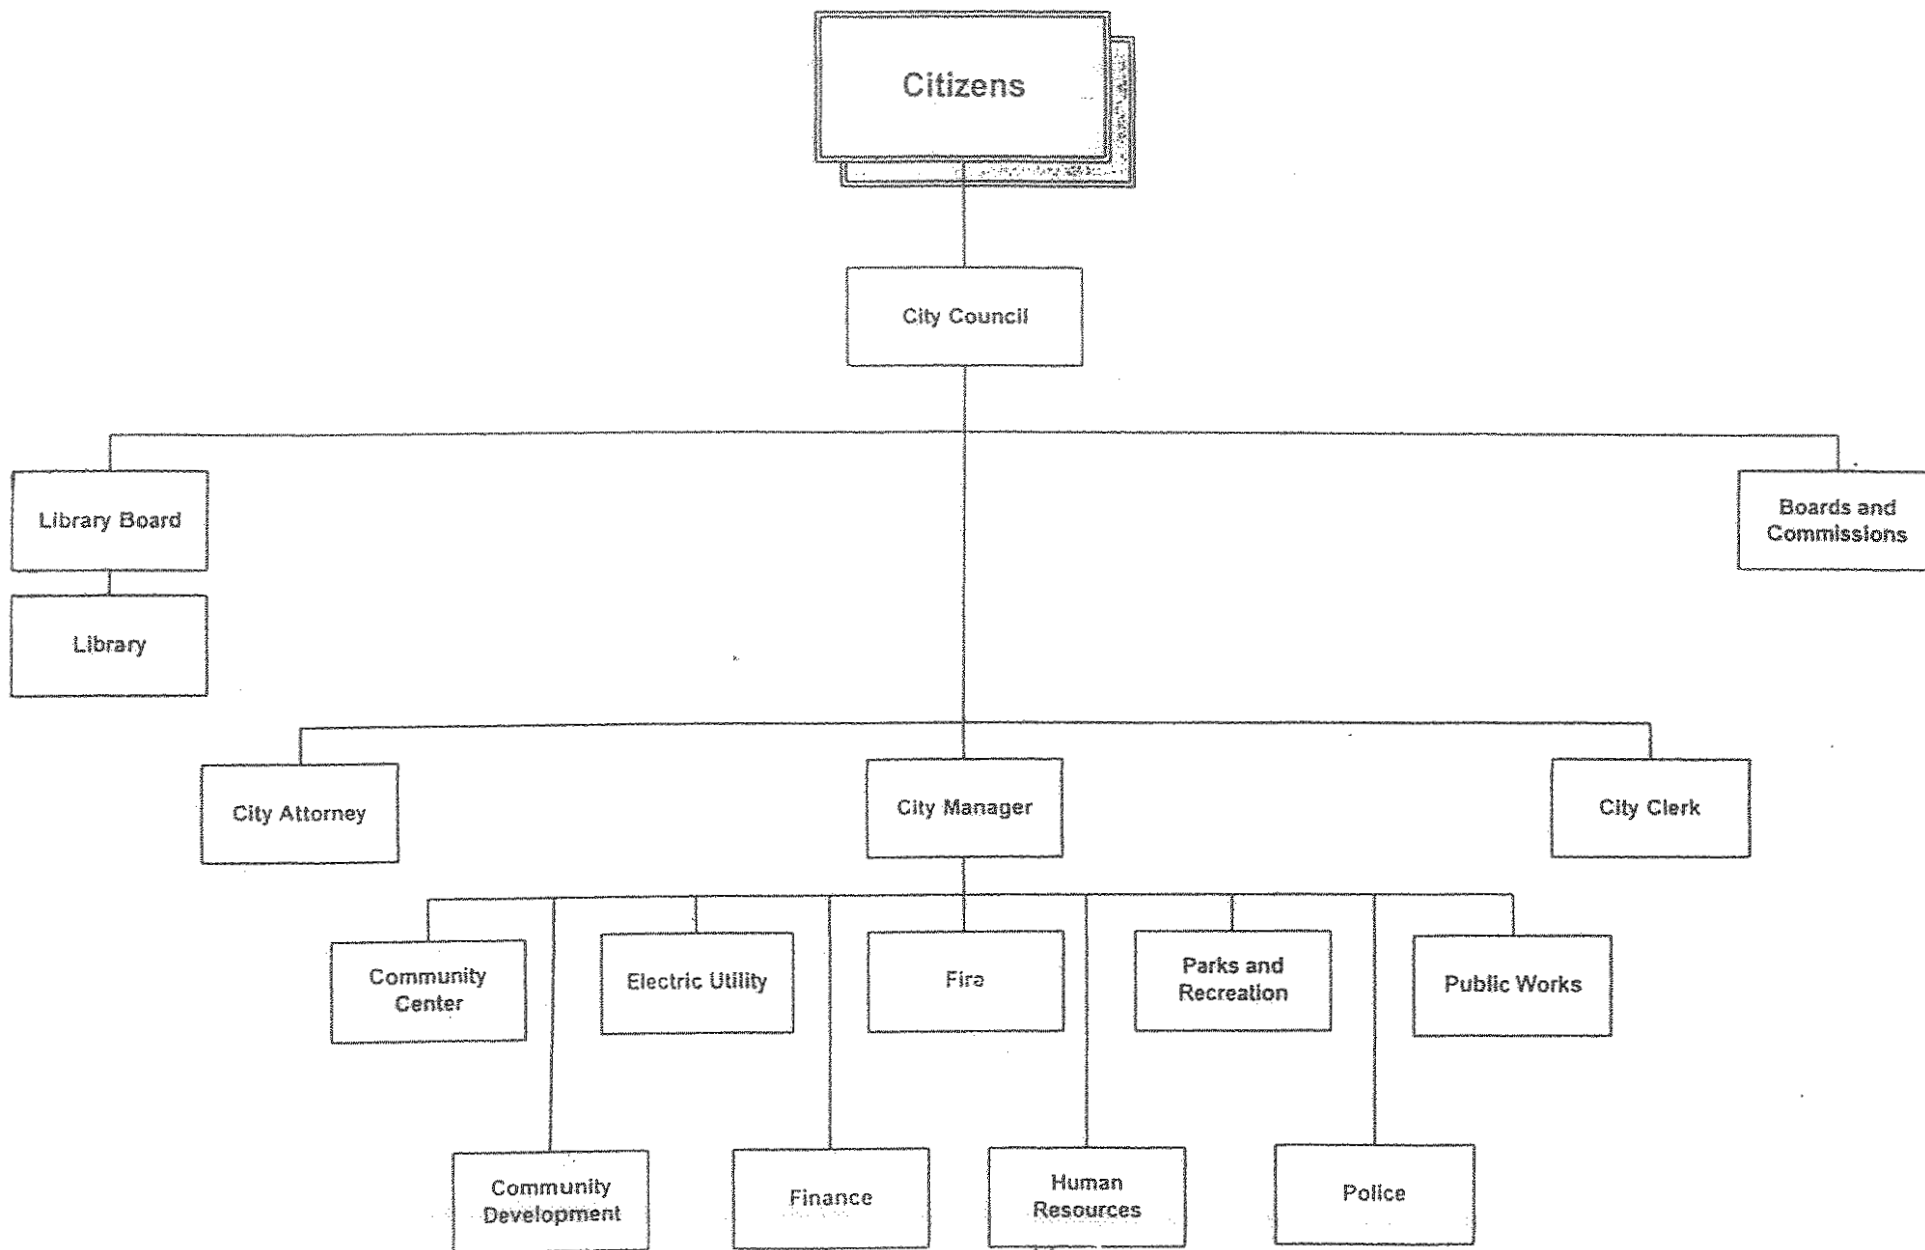 Citizens
City Council
Library Board
Boards and
Commissions
Library
City Attorney
City Manager
City Clerk
Community
Center
Electric Utility
Fire
Parks and
Recreation
Public Works
Community
Development
Finance
Human
Resources
Police